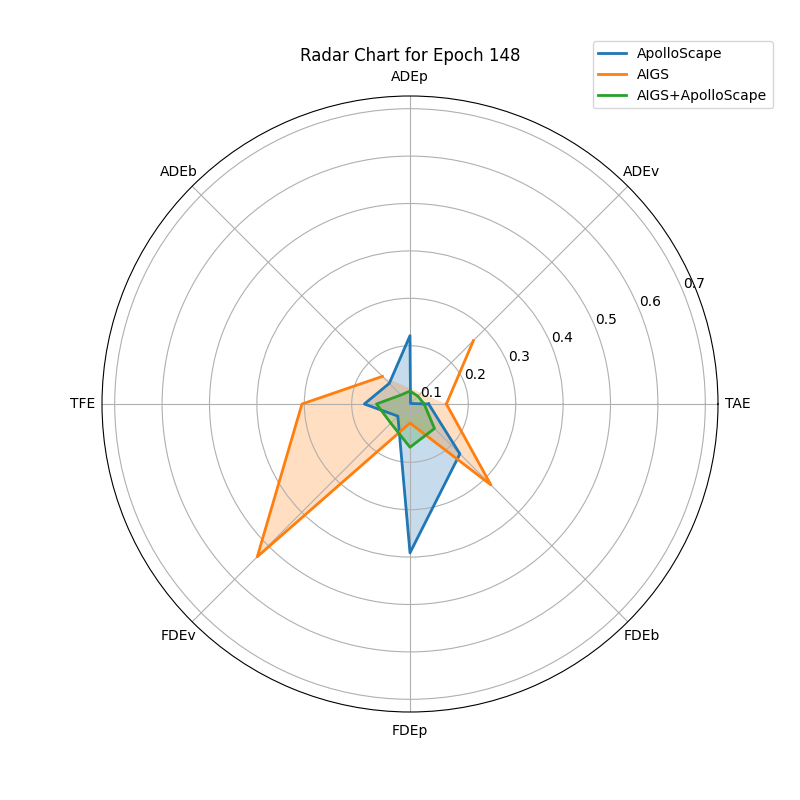 Radar Chart for Epoch 148
ApolloScape
AIGS
AIGS+ApolloScape
ADEp
ADEb
ADEv
0.7
0.6
0.5
0.4
0.3
0.2
0.1
TFE
TAE
FDEv
FDEb
FDEp